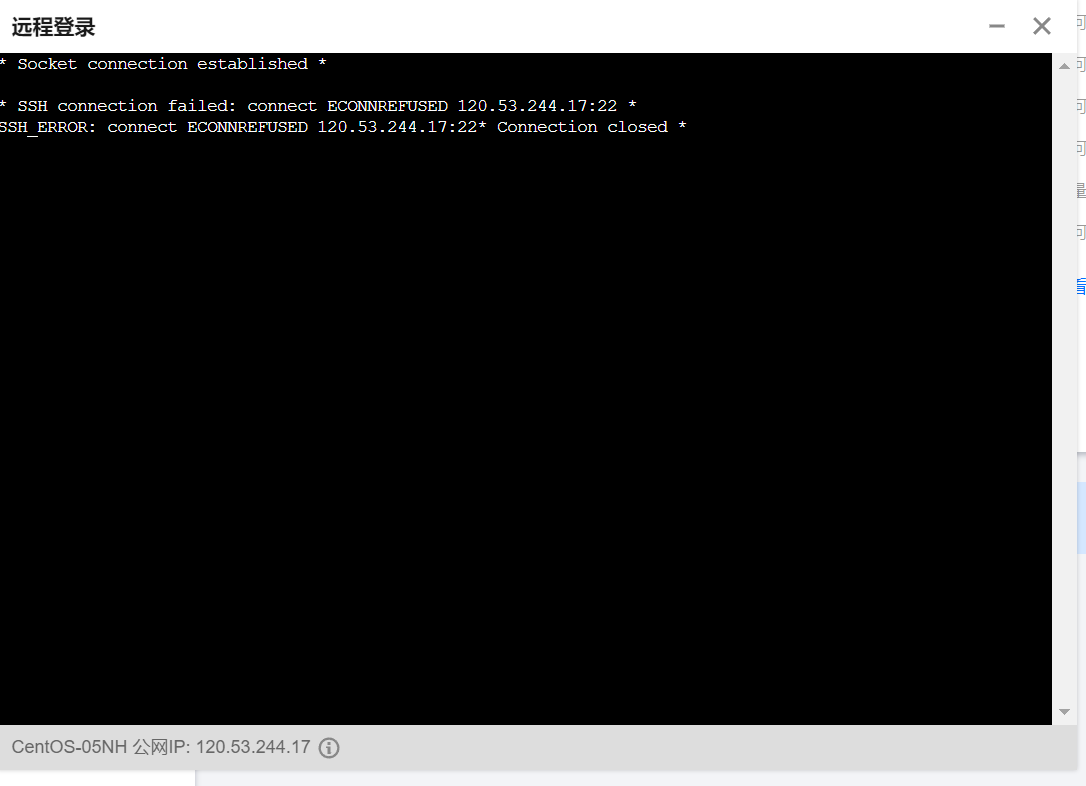 远程登录
* Socket connection established *
* SSH connection failed: connect ECONNREFUSED 120.53.244.17:22 *
SSH_ERROR: connect ECONNREFUSED 120.53.244.17:22* Connection closed *
CentOS-05NH 公网IP: 120.53.244.17